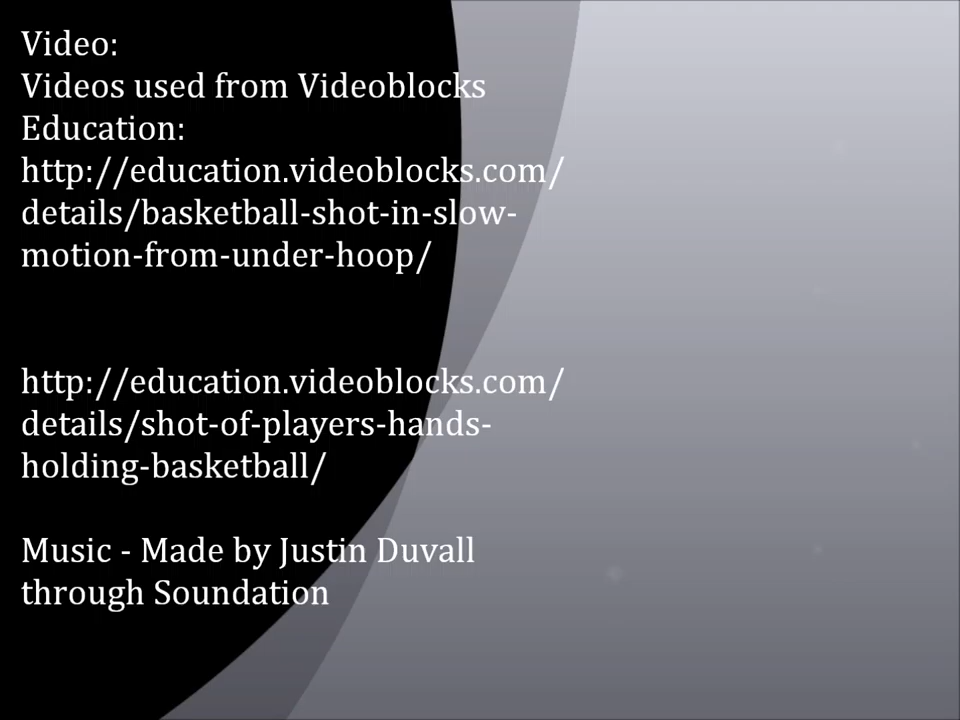 Video:
Videos used from Videoblocks
Education:
http://education.videoblocks.com/
details/basketball-shot-in-slow-
motion-from-under-hoop/
http://education.videoblocks.com/
details/shot-of-players-hands-
holding-basketball/
Music - Made by Justin Duvall
through Soundation